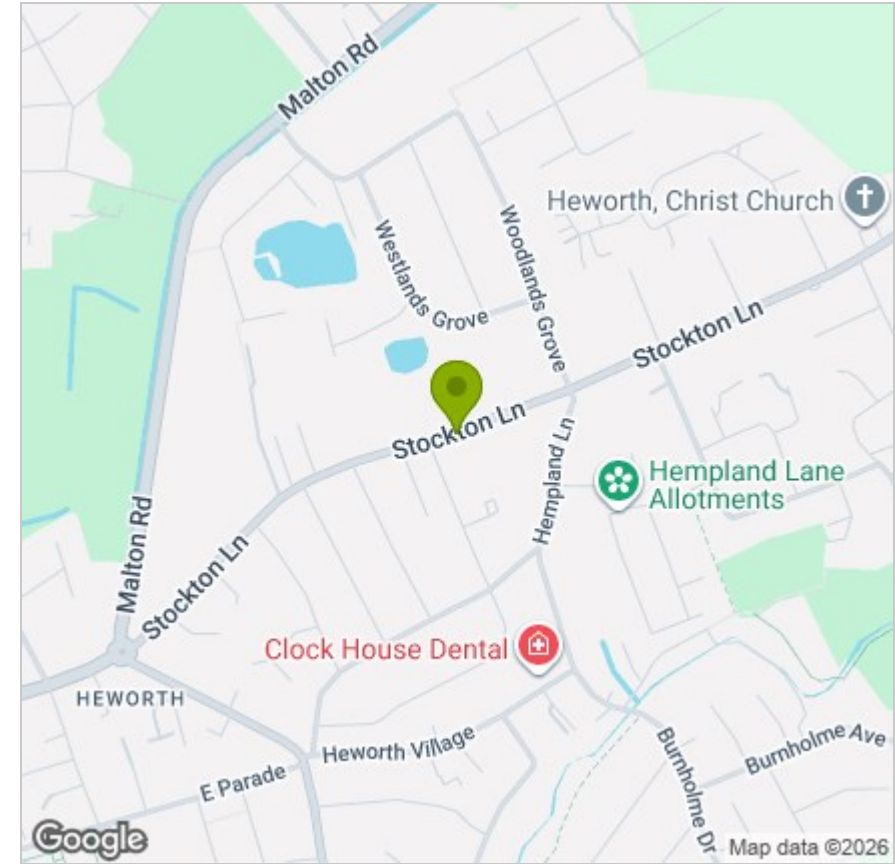 Malton Rd
Heworth, Christ Church
Woodlands Grove
Westlands Grove
Stockton Ln
Stockton Ln
Hempland Ln
Hempland Lane
Allotments
Malton Rd
Stockton Ln
Clock House Dental
HEWORTH
Heworth Village
E Parade
Burnholme Ave
Burnholme Dr
Google
Map data ©2026